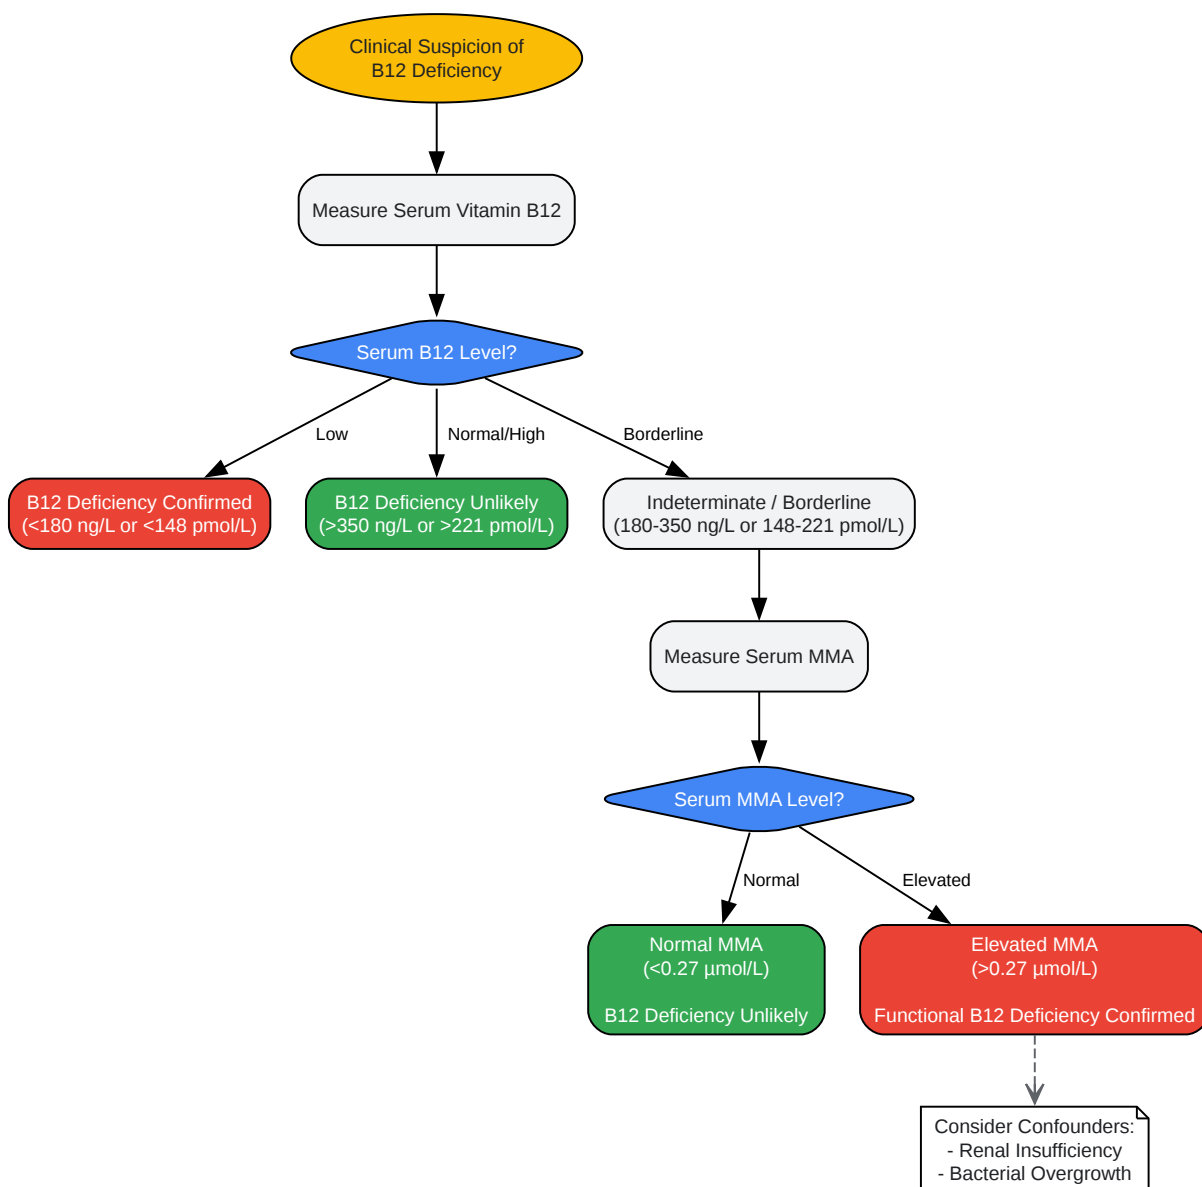 Clinical Suspicion of
B12 Deficiency
Measure Serum Vitamin B12
Serum B12 Level?
Low
Normal/High
Borderline
B12 Deficiency Confirmed
(<180 ng/L or <148 pmol/L)
B12 Deficiency Unlikely
(>350 ng/L or >221 pmol/L)
Indeterminate / Borderline
(180-350 ng/L or 148-221 pmol/L)
Measure Serum MMA
Serum MMA Level?
Normal
Elevated
Normal MMA
(<0.27 µmol/L)
B12 Deficiency Unlikely
Elevated MMA
(>0.27 µmol/L)
Functional B12 Deficiency Confirmed
Consider Confounders:
- Renal Insufficiency
- Bacterial Overgrowth